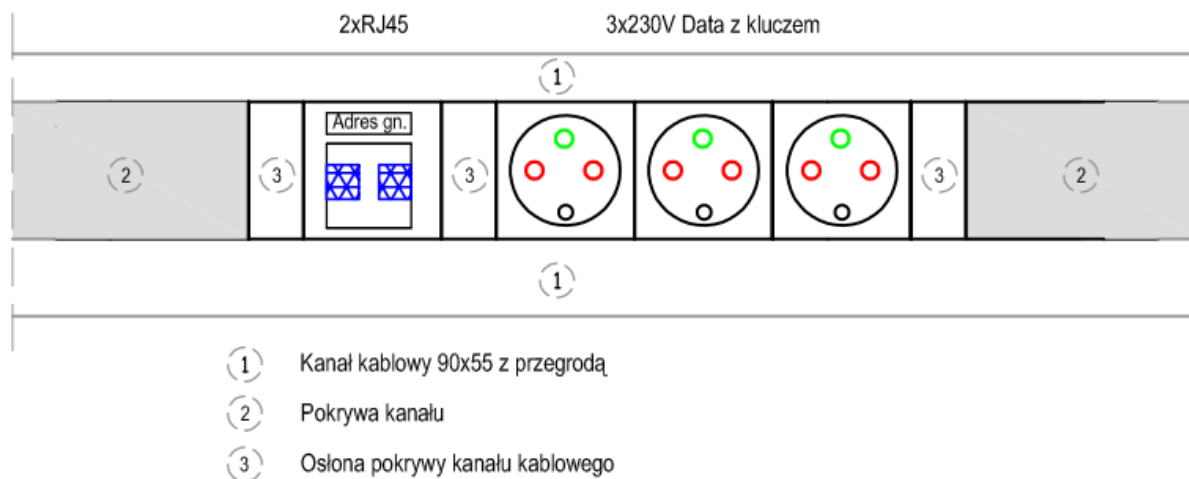 2xRJ45 3x230V Data z kluczem
1
Adres gn.
2 3 3 3 2
1
1 Kanał kablowy 90x55 z przegrodą
2 Pokrywa kanału
3 Osłona pokrywy kanału kablowego